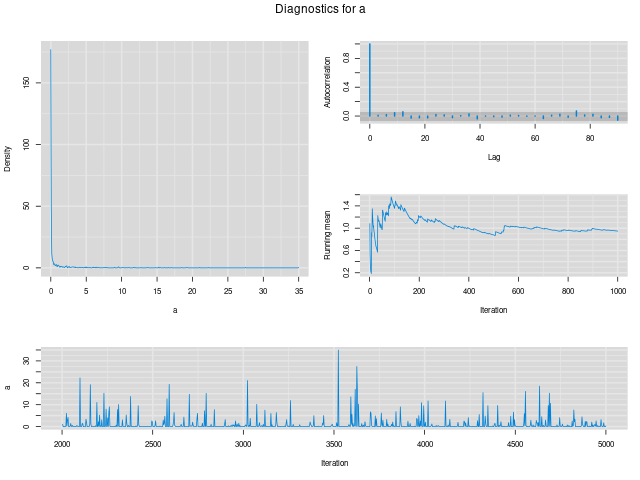 Diagnostics for a
Density
0 50 100 150
0 5 10 15 20 25 30 35
a
Autocorrelation
0.0 0.4 0.8
0 20 40 60 80
Lag
Running mean
0.2 0.6 1.0 1.4
0 200 400 600 800 1000
Iteration
a
0 10 20 30
2000 2500 3000 3500 4000 4500 5000
Iteration